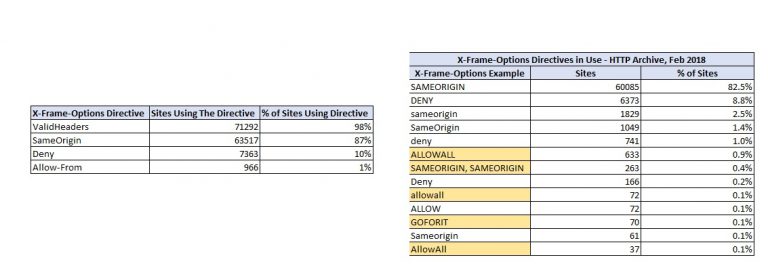 X-Frame-Options Directive Sites Using The Directive % of Sites Using Directive
ValidHeaders 71292 98%
SameOrigin 63517 87%
Deny 7363 10%
Allow-From 966 1%
X-Frame-Options Directives in Use - HTTP Archive, Feb 2018
X-Frame-Options Example Sites % of Sites
SAMEORIGIN 60085 82.5%
DENY 6373 8.8%
sameorigin 1829 2.5%
SameOrigin 1049 1.4%
deny 741 1.0%
ALLOWALL 633 0.9%
SAMEORIGIN, SAMEORIGIN 263 0.4%
Deny 166 0.2%
allowall 72 0.1%
ALLOW 72 0.1%
GOFORIT 70 0.1%
Sameorigin 61 0.1%
AllowAll 37 0.1%